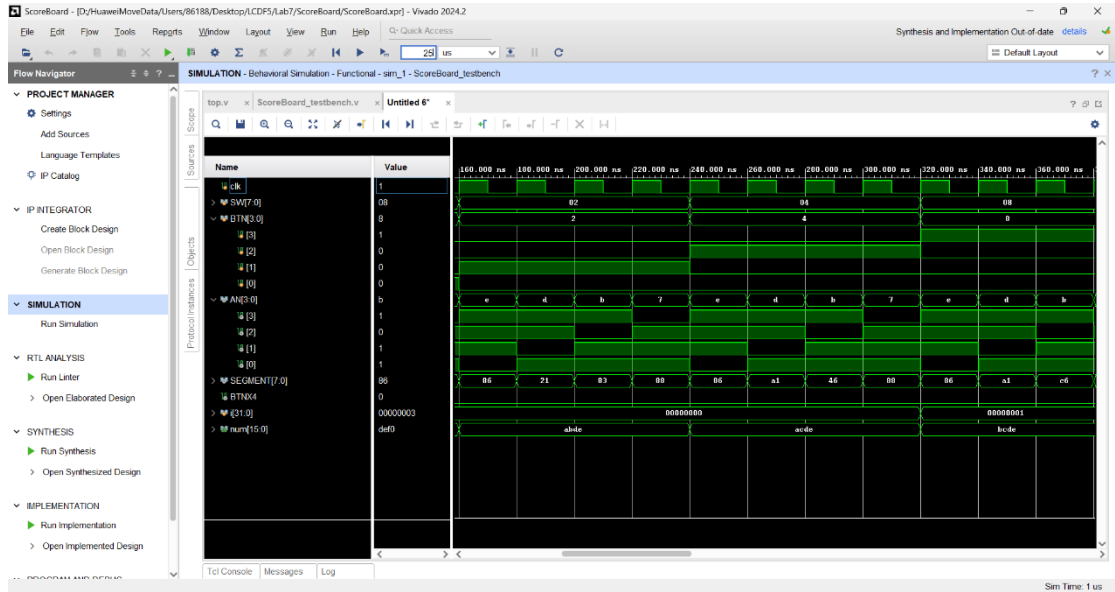 ScoreBoard - [D:/HuaweiMoveData/Users/86188/Desktop/LCDF5/Lab7/ScoreBoard/ScoreBoard.xpr] - Vivado 2024.2
File Edit Flow Tools Reports Window Layout View Run Help Quick Access
Synthesis and Implementation Out-of-date details
25 us
Default Layout
Flow Navigator
SIMULATION - Behavioral Simulation - Functional - sim_1 - ScoreBoard_testbench
PROJECT MANAGER
Settings
Add Sources
Language Templates
IP Catalog
IP INTEGRATOR
Create Block Design
Open Block Design
Generate Block Design
SIMULATION
Run Simulation
RTL ANALYSIS
Run Linter
Open Elaborated Design
SYNTHESIS
Run Synthesis
Open Synthesized Design
IMPLEMENTATION
Run Implementation
Open Implemented Design
PROGRAM AND DEBUG
Scope
Sources
Objects
Protocol Instances
top.v ScoreBoard_testbench.v Untitled 6*
Name Value
160.000 ns 180.000 ns 200.000 ns 220.000 ns 240.000 ns 260.000 ns 280.000 ns 300.000 ns 320.000 ns 340.000 ns 360.000 ns
clk 1
SW[7:0] 08 02 04 08
BTN[3:0] 8 2 4 8
[3] 1
[2] 0
[1] 0
[0] 0
AN[3:0] b e d b 7 e d b 7 e d b
[3] 1
[2] 0
[1] 1
[0] 1
SEGMENT[7:0] 86 86 21 83 88 86 a1 46 88 86 a1 c6
BTNX4 0
i[31:0] 00000003 00000000 00000001
num[15:0] def0 abde acde bcde
Tcl Console Messages Log
Sim Time: 1 us